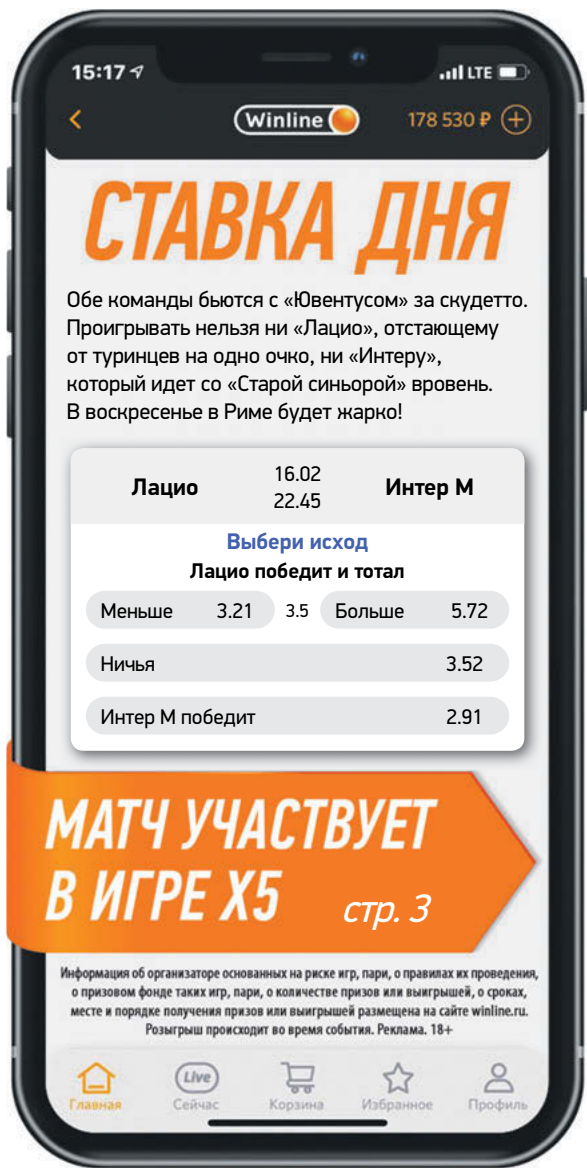 15:17 LTE
Winline 178 530 ₽
СТАВКА ДНЯ
Обе команды бьются с «Ювентусом» за скудетто.
Проигрывать нельзя ни «Лацио», отстающему
от туринцев на одно очко, ни «Интеру»,
который идет со «Старой синьорой» вровень.
В воскресенье в Риме будет жарко!
Лацио 16.02 22.45 Интер М
Выбери исход
Лацио победит и тотал
Меньше 3.21 3.5 Больше 5.72
Ничья 3.52
Интер М победит 2.91
МАТЧ УЧАСТВУЕТ
В ИГРЕ X5 стр. 3
Информация об организаторе основанных на риске игр, пари, о правилах их проведения,
о призовом фонде таких игр, пари, о количестве призов или выигрышей, о сроках,
месте и порядке получения призов или выигрышей размещена на сайте winline.ru.
Розыгрыш происходит во время события. Реклама. 18+
Live
Главная Сейчас Корзина Избранное Профиль